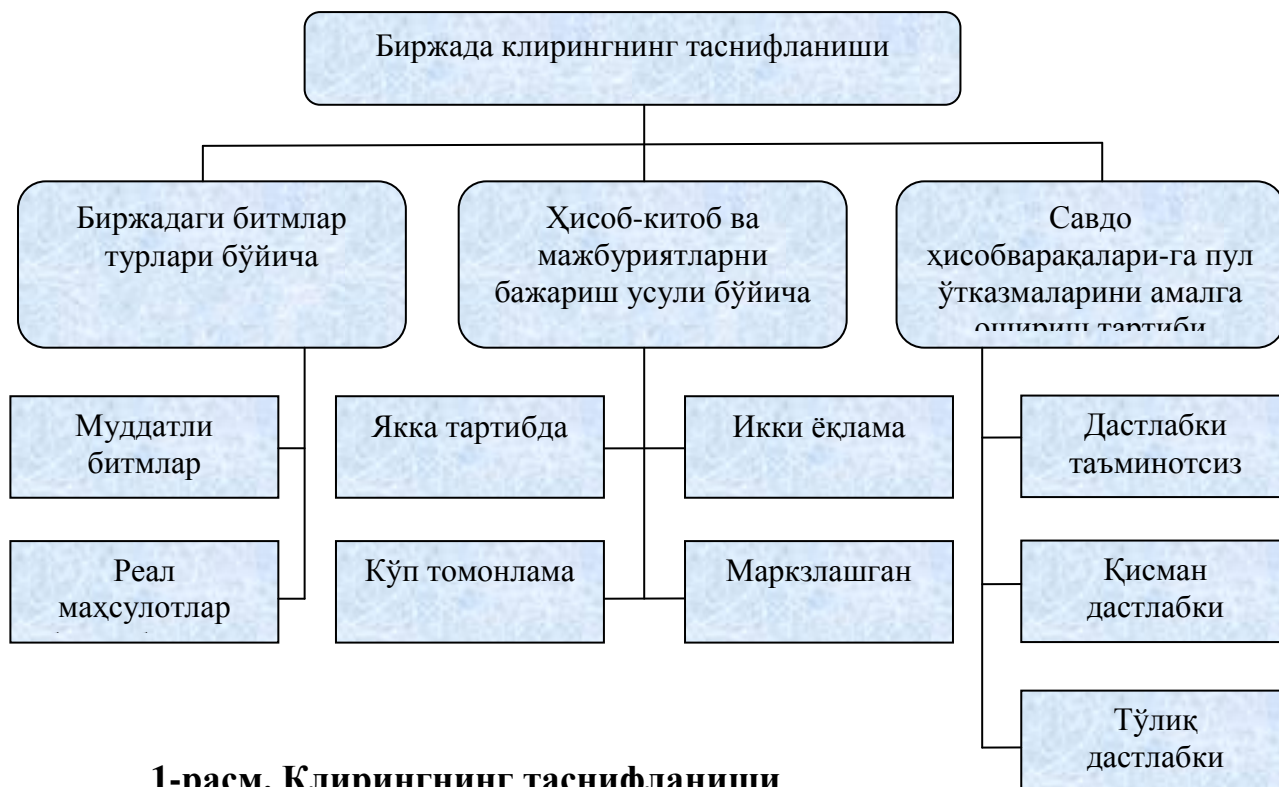 Биржада клирингнинг таснифланиши
Биржадаги битмлар
турлари бўйича
Ҳисоб-китоб ва
мажбуриятларни
бажариш усули бўйича
Савдо
ҳисобварақалари-га пул
ўтказмаларини амалга
ошириш тартиби
Муддатли
битмлар
Якка тартибда
Икки ёқлама
Дастлабки
таъминотсиз
Реал
маҳсулотлар
Кўп томонлама
Маркзлашган
Қисман
дастлабки
Тўлиқ
дастлабки
1-расм. Клирингнинг таснифланиши